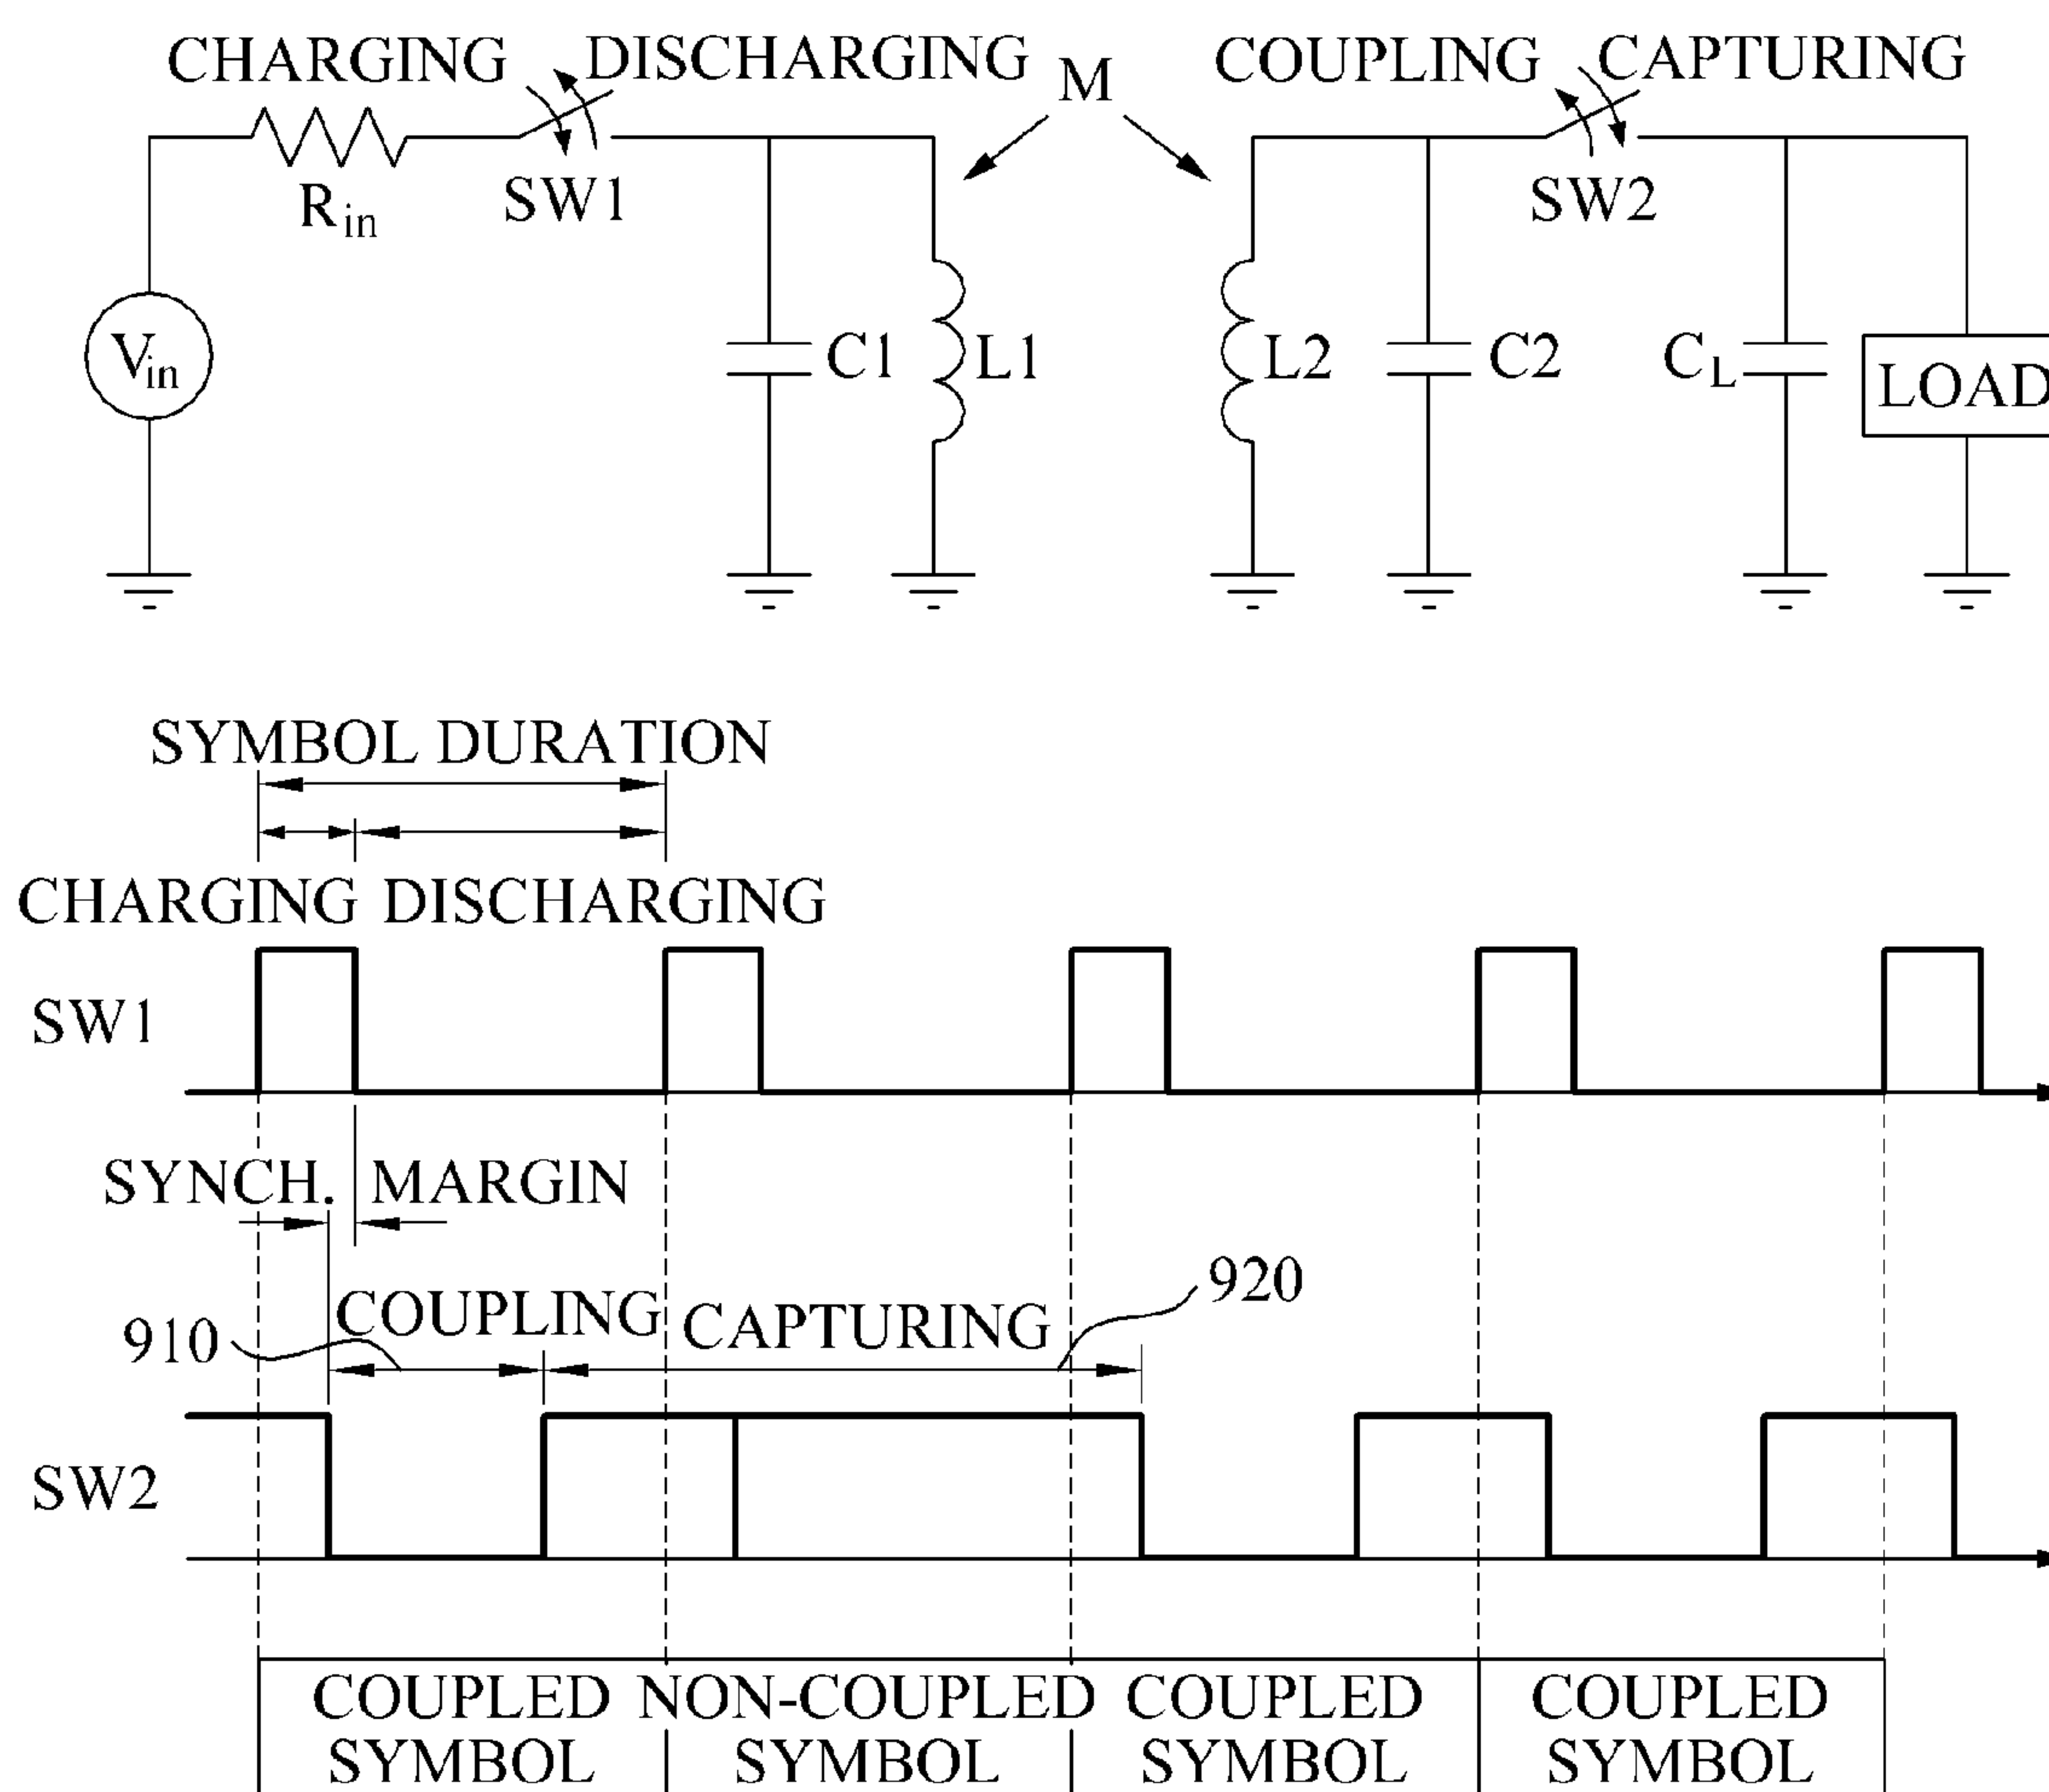 CHARGING DISCHARGING M COUPLING CAPTURING
Rin SW1 SW2
Vin C1 L1 L2 C2 CL LOAD
SYMBOL DURATION
CHARGING DISCHARGING
SW1
SYNCH. MARGIN
910 COUPLING CAPTURING 920
SW2
COUPLED SYMBOL
NON-COUPLED SYMBOL
COUPLED SYMBOL
COUPLED SYMBOL